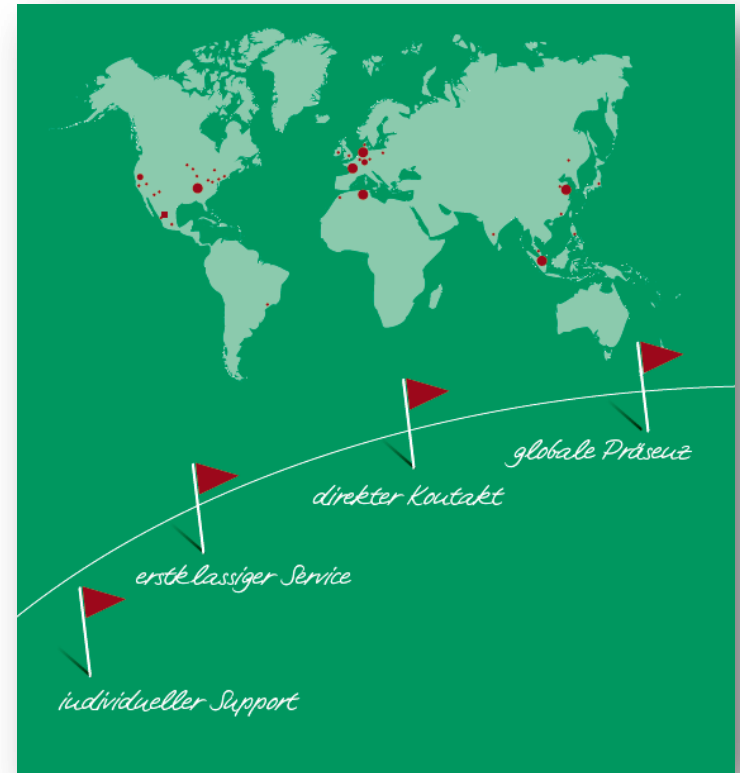 globale Präsenz
direkter Kontakt
erstklassiger Service
individueller Support